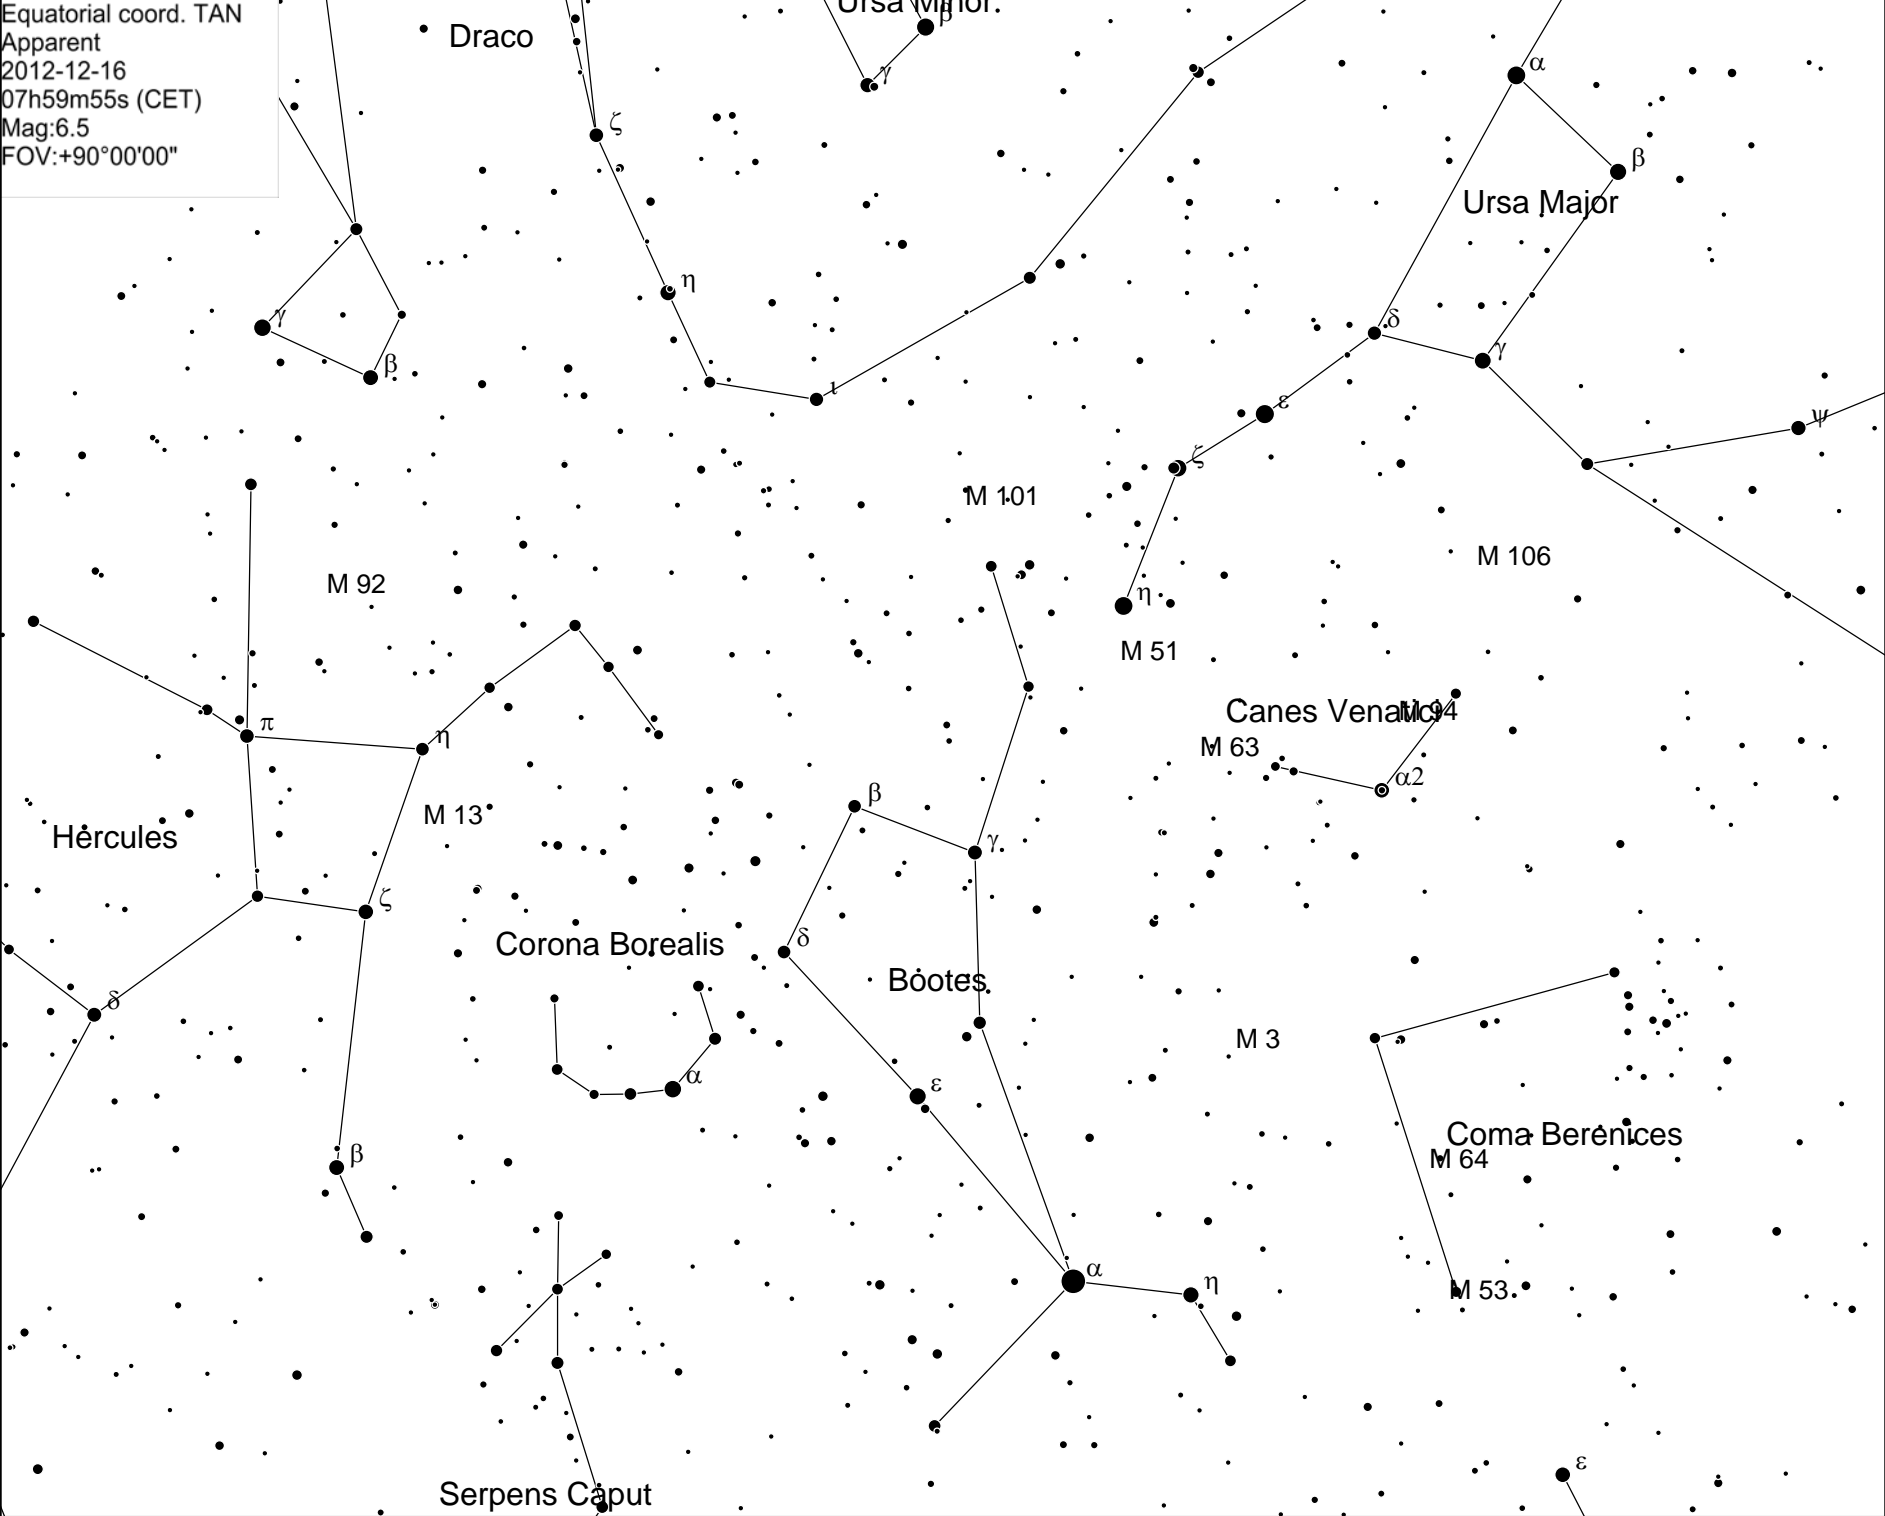 Equatorial coord. TAN
Apparent
2012-12-16
07h59m55s (CET)
Mag:6.5
FOV:+90°00'00"
Draco
Ursa Minor
β
γ
α
ζ
β
Ursa Major
η
γ
δ
γ
β
ι
ε
ψ
ζ
M 101
M 106
M 92
η
M 51
Canes Venatici
M 94
π
η
M 63
α2
β
M 13
Hercules
γ
ζ
δ
Corona Borealis
Bootes
δ
M 3
α
ε
Coma Berenices
β
M 64
α
η
M 53
ε
Serpens Caput